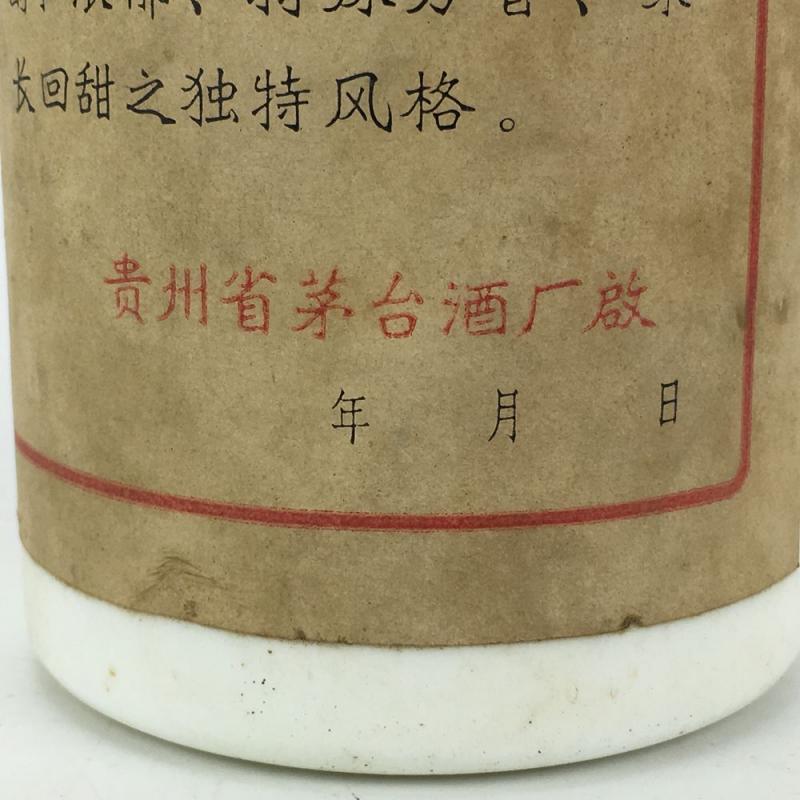 长回甜之独特风格。
贵州省茅台酒厂啟
年 月 日